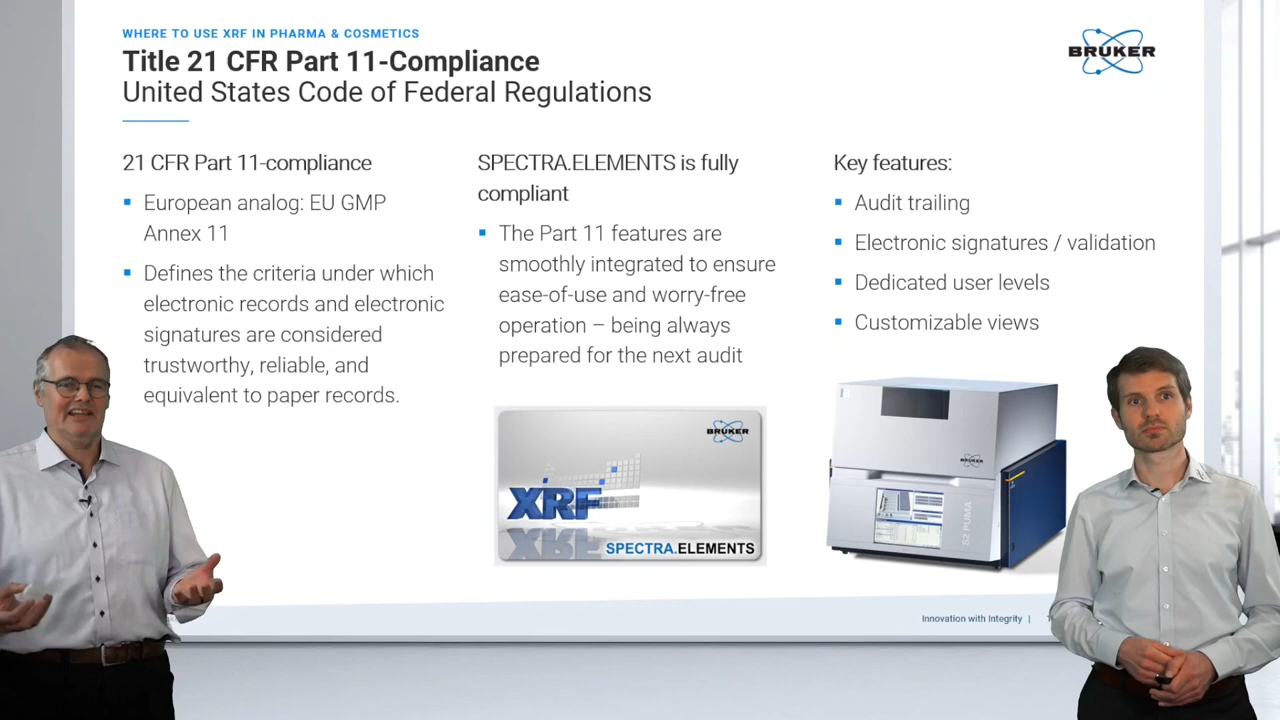 WHERE TO USE XRF IN PHARMA & COSMETICS
Title 21 CFR Part 11-Compliance
United States Code of Federal Regulations
BRUKER
21 CFR Part 11-compliance
European analog: EU GMP
Annex 11
Defines the criteria under which
electronic records and electronic
signatures are considered
trustworthy, reliable, and
equivalent to paper records.
SPECTRA.ELEMENTS is fully
compliant
The Part 11 features are
smoothly integrated to ensure
ease-of-use and worry-free
operation – being always
prepared for the next audit
BRUKER
XRF
SPECTRA.ELEMENTS
Key features:
Audit trailing
Electronic signatures / validation
Dedicated user levels
Customizable views
BRUKER
S2 PUMA
Innovation with Integrity |